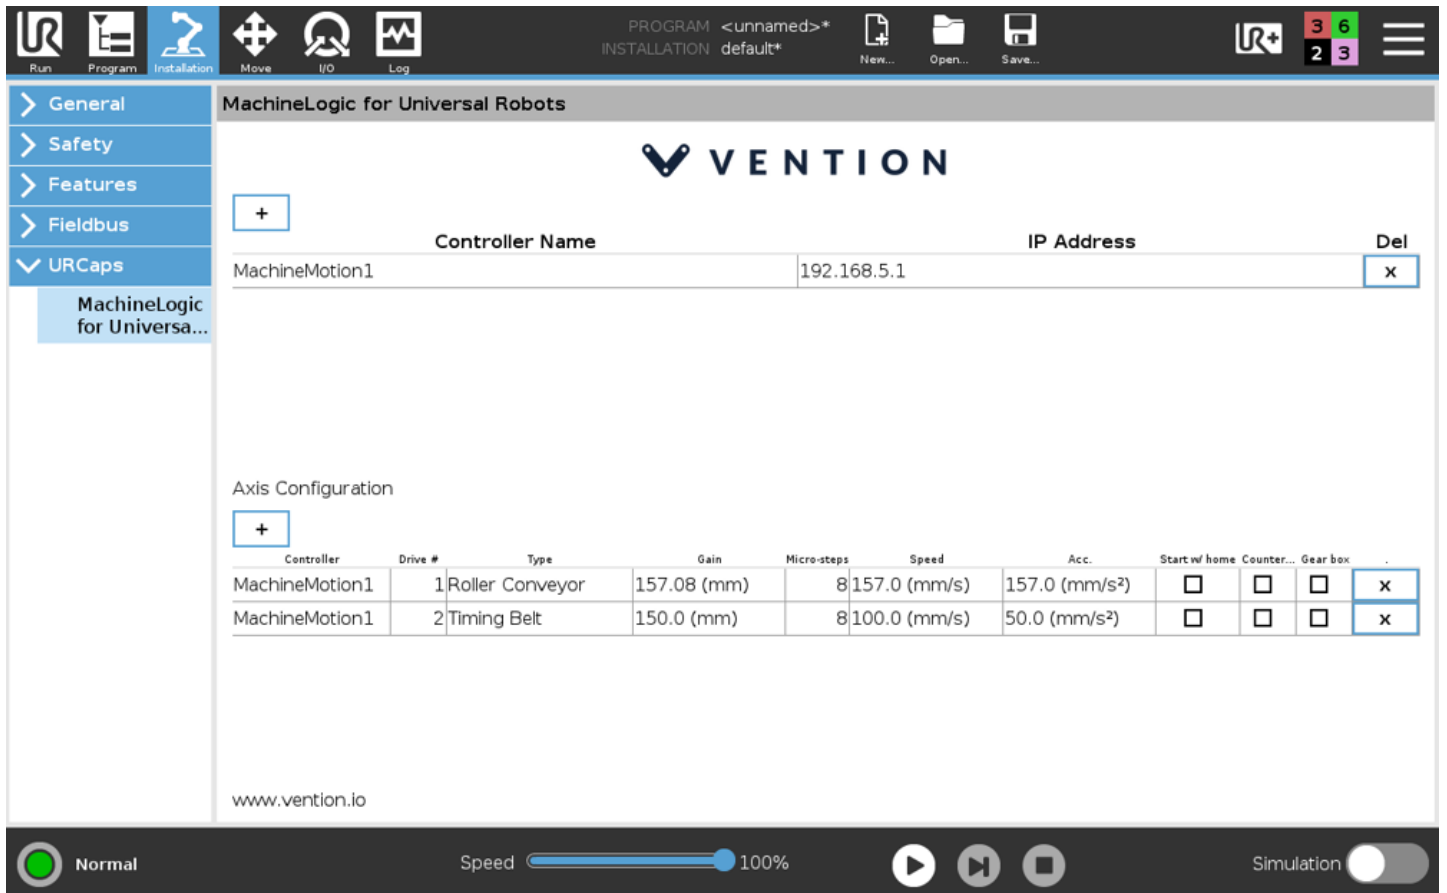 PROGRAM <unnamed>*
INSTALLATION default*
UR
UR+
3 6
2 3
Run Program Installation Move I/O Log New... Open... Save...
General
Safety
Features
Fieldbus
URCaps
MachineLogic
for Universa...
MachineLogic for Universal Robots
VENTION
+
Controller Name IP Address Del
MachineMotion1 192.168.5.1 x
Axis Configuration
+
Controller Drive # Type Gain Micro-steps Speed Acc. Start w/ home Counter... Gear box .
MachineMotion1 1 Roller Conveyor 157.08 (mm) 8 157.0 (mm/s) 157.0 (mm/s²) x
MachineMotion1 2 Timing Belt 150.0 (mm) 8 100.0 (mm/s) 50.0 (mm/s²) x
www.vention.io
Normal Speed 100% Simulation